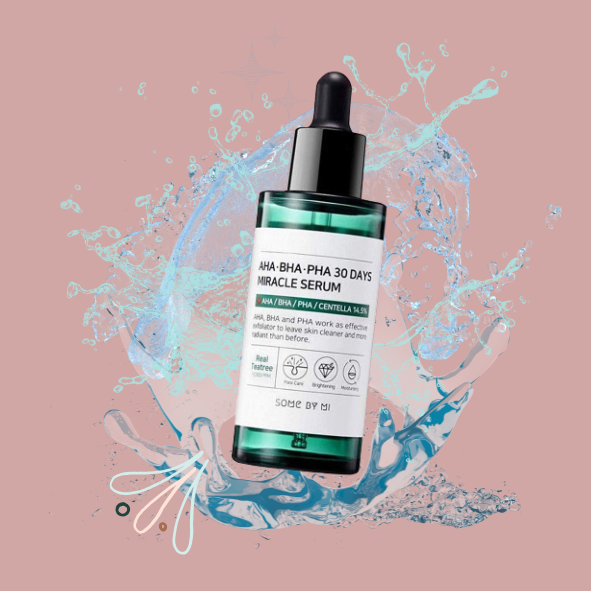 AHA·BHA·PHA 30 DAYS
MIRACLE SERUM
AHA / BHA / PHA / CENTELLA 14.5%
AHA, BHA and PHA work as effective
exfoliator to leave skin cleaner and more
radiant than before.
Real
Teatree
Pore Care
Brightening
SOME BY MI